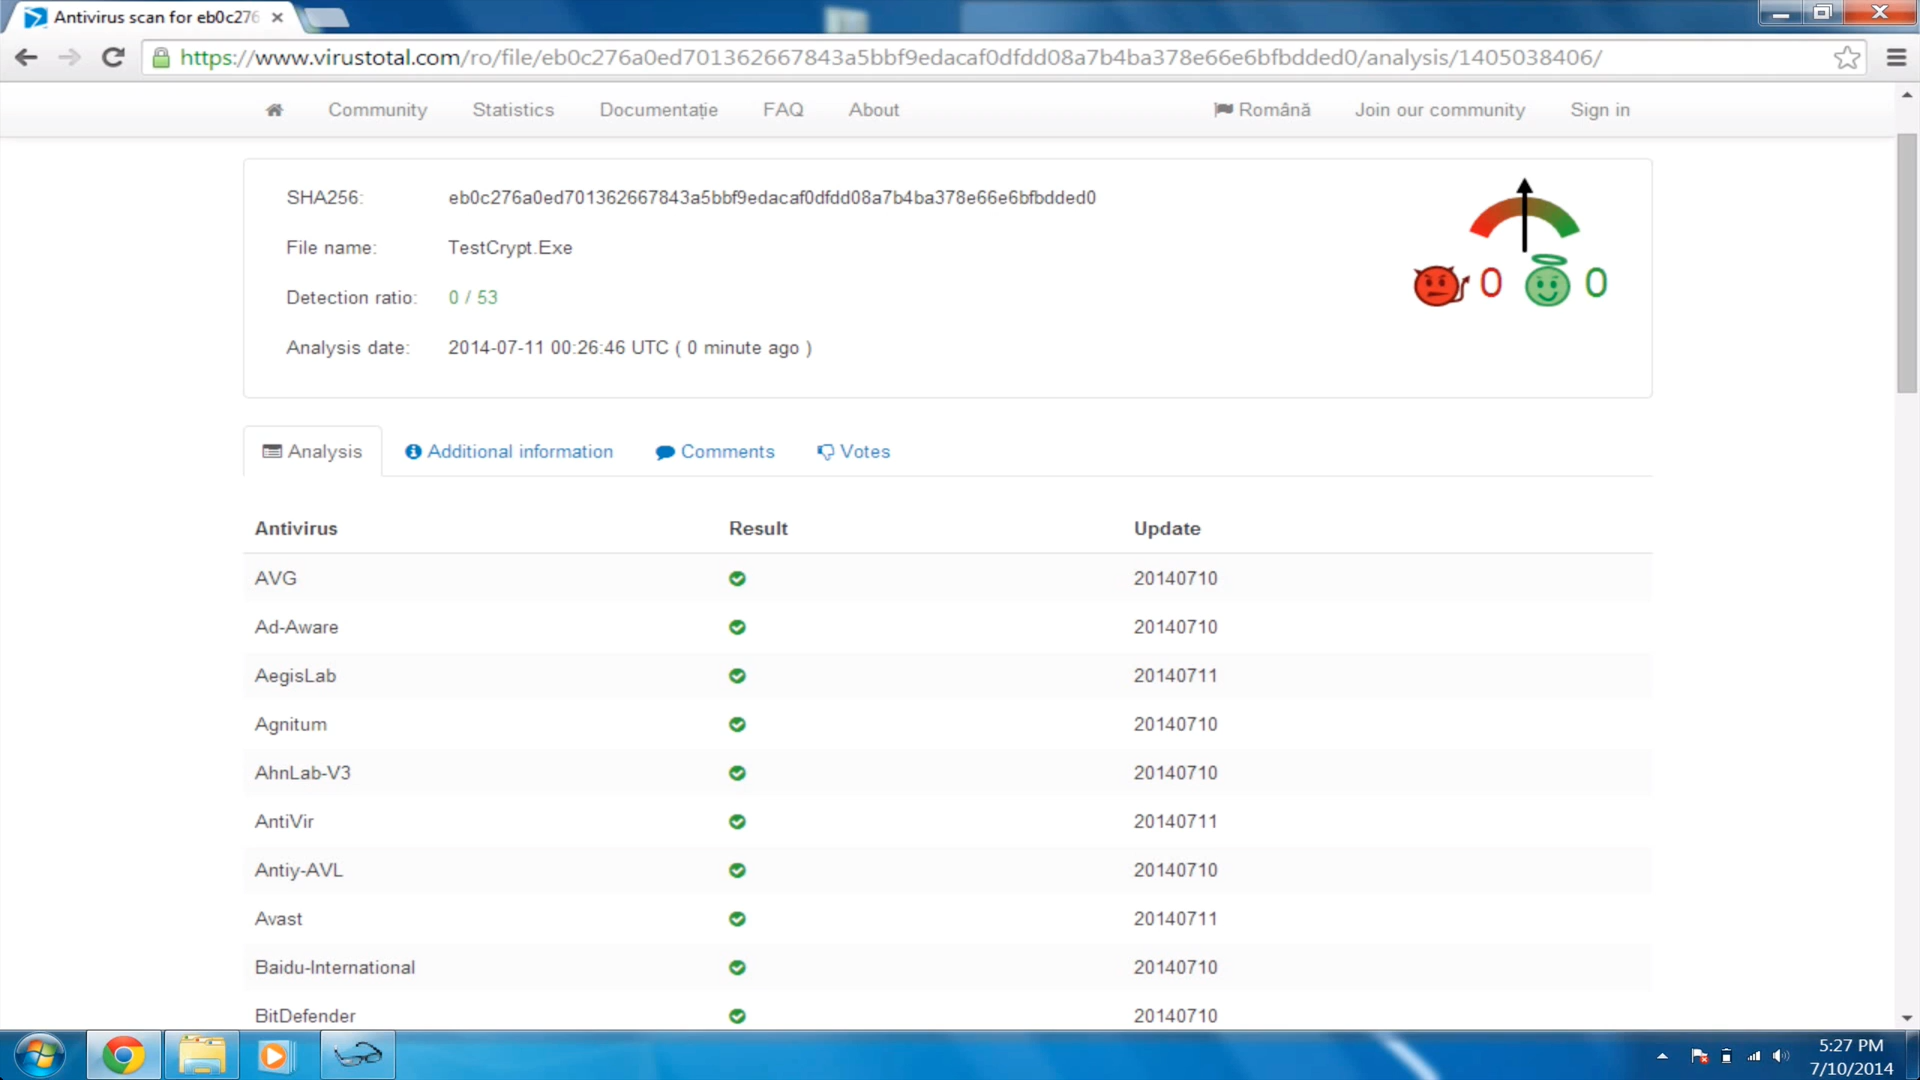 Antivirus scan for eb0c276
https://www.virustotal.com/ro/file/eb0c276a0ed701362667843a5bbf9edacaf0dfdd08a7b4ba378e66e6bfbdded0/analysis/1405038406/
Community Statistics Documentație FAQ About Română Join our community Sign in
SHA256: eb0c276a0ed701362667843a5bbf9edacaf0dfdd08a7b4ba378e66e6bfbdded0
File name: TestCrypt.Exe
Detection ratio: 0 / 53
0 0
Analysis date: 2014-07-11 00:26:46 UTC ( 0 minute ago )
Analysis Additional information Comments Votes
Antivirus Result Update
AVG 20140710
Ad-Aware 20140710
AegisLab 20140711
Agnitum 20140710
AhnLab-V3 20140710
AntiVir 20140711
Antiy-AVL 20140710
Avast 20140711
Baidu-International 20140710
BitDefender 20140710
5:27 PM
7/10/2014